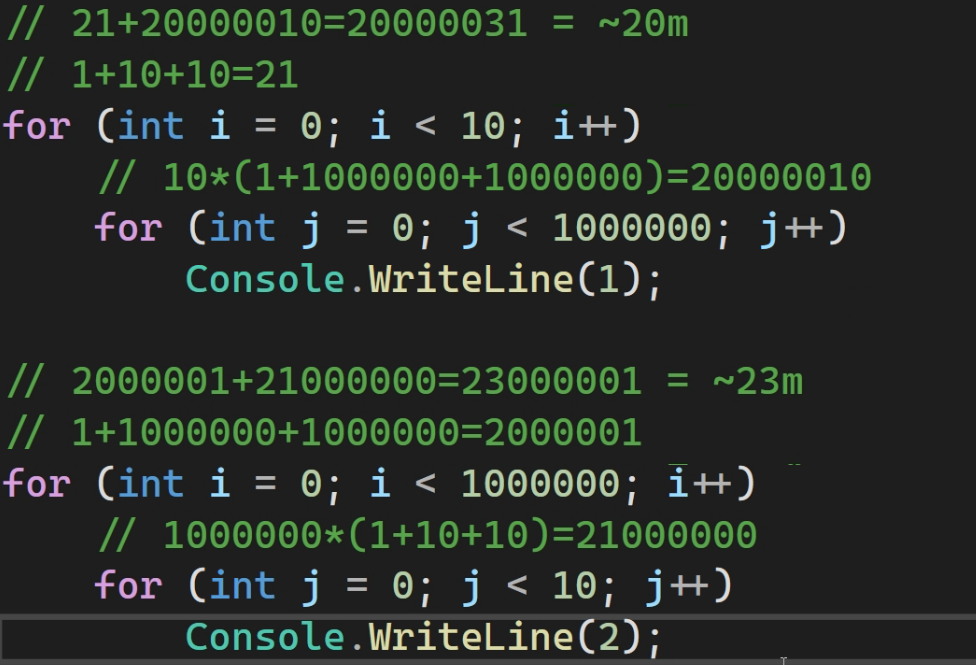 // 21+20000010=20000031 = ~20m
// 1+10+10=21
for (int i = 0; i < 10; i++)
// 10*(1+1000000+1000000)=20000010
for (int j = 0; j < 1000000; j++)
Console.WriteLine(1);
// 2000001+21000000=23000001 = ~23m
// 1+1000000+1000000=2000001
for (int i = 0; i < 1000000; i++)
// 1000000*(1+10+10)=21000000
for (int j = 0; j < 10; j++)
Console.WriteLine(2);